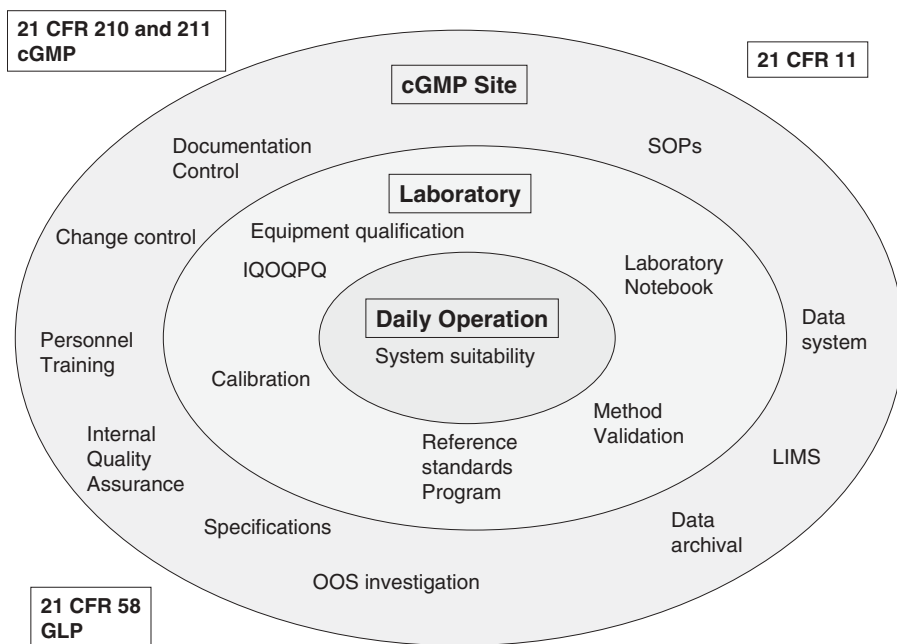 21 CFR 210 and 211
cGMP
21 CFR 11
cGMP Site
Documentation
Control
SOPs
Laboratory
Change control
Equipment qualification
IQOQPQ
Laboratory
Notebook
Daily Operation
System suitability
Data
system
Personnel
Training
Calibration
Method
Validation
Internal
Quality
Assurance
Reference
standards
Program
LIMS
Specifications
Data
archival
OOS investigation
21 CFR 58
GLP